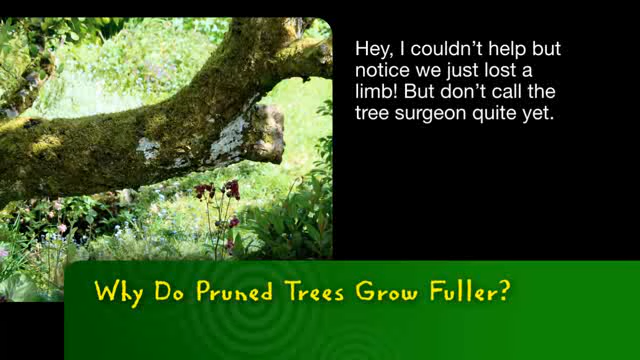 Hey, I couldn't help but
notice we just lost a
limb! But don't call the
tree surgeon quite yet.
Why Do Pruned Trees Grow Fuller?